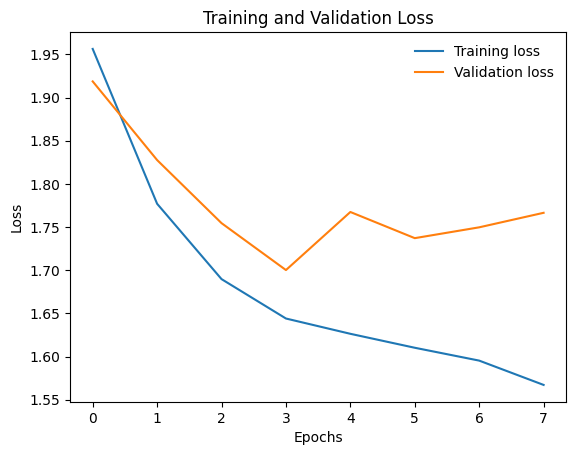 Training and Validation Loss
Training loss
Validation loss
1.95
1.90
1.85
1.80
1.75
1.70
1.65
1.60
1.55
Loss
0 1 2 3 4 5 6 7
Epochs